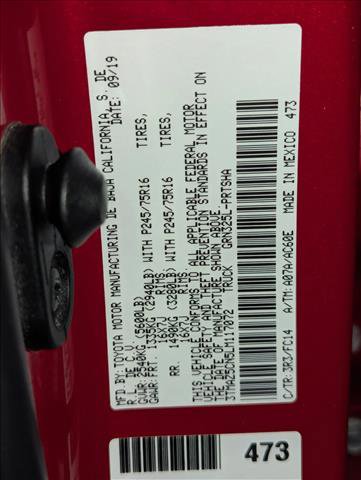 MFD. BY: TOYOTA MOTOR MANUFACTURING DE BAJA CALIFORNIA, S. DE
R.L. DE C.V. DATE: 09/19
GVWR: 2540KG (5600LB)
GAWR: FRT. 1335KG (2940LB) WITH P245/75R16 TIRES,
16X7J RIMS,
RR. 1490KG (3280LB) WITH P245/75R16 TIRES,
16X7J RIMS,
THIS VEHICLE CONFORMS TO ALL APPLICABLE FEDERAL MOTOR
VEHICLE SAFETY AND THEFT PREVENTION STANDARDS IN EFFECT ON
THE DATE OF MANUFACTURE SHOWN ABOVE.
3TMAZ5CN5LM117072 TRUCK GRN325L-PRTSHA
C/TR: 3R3/FC14 A/TM: A07A/AC60E MADE IN MEXICO 473
473